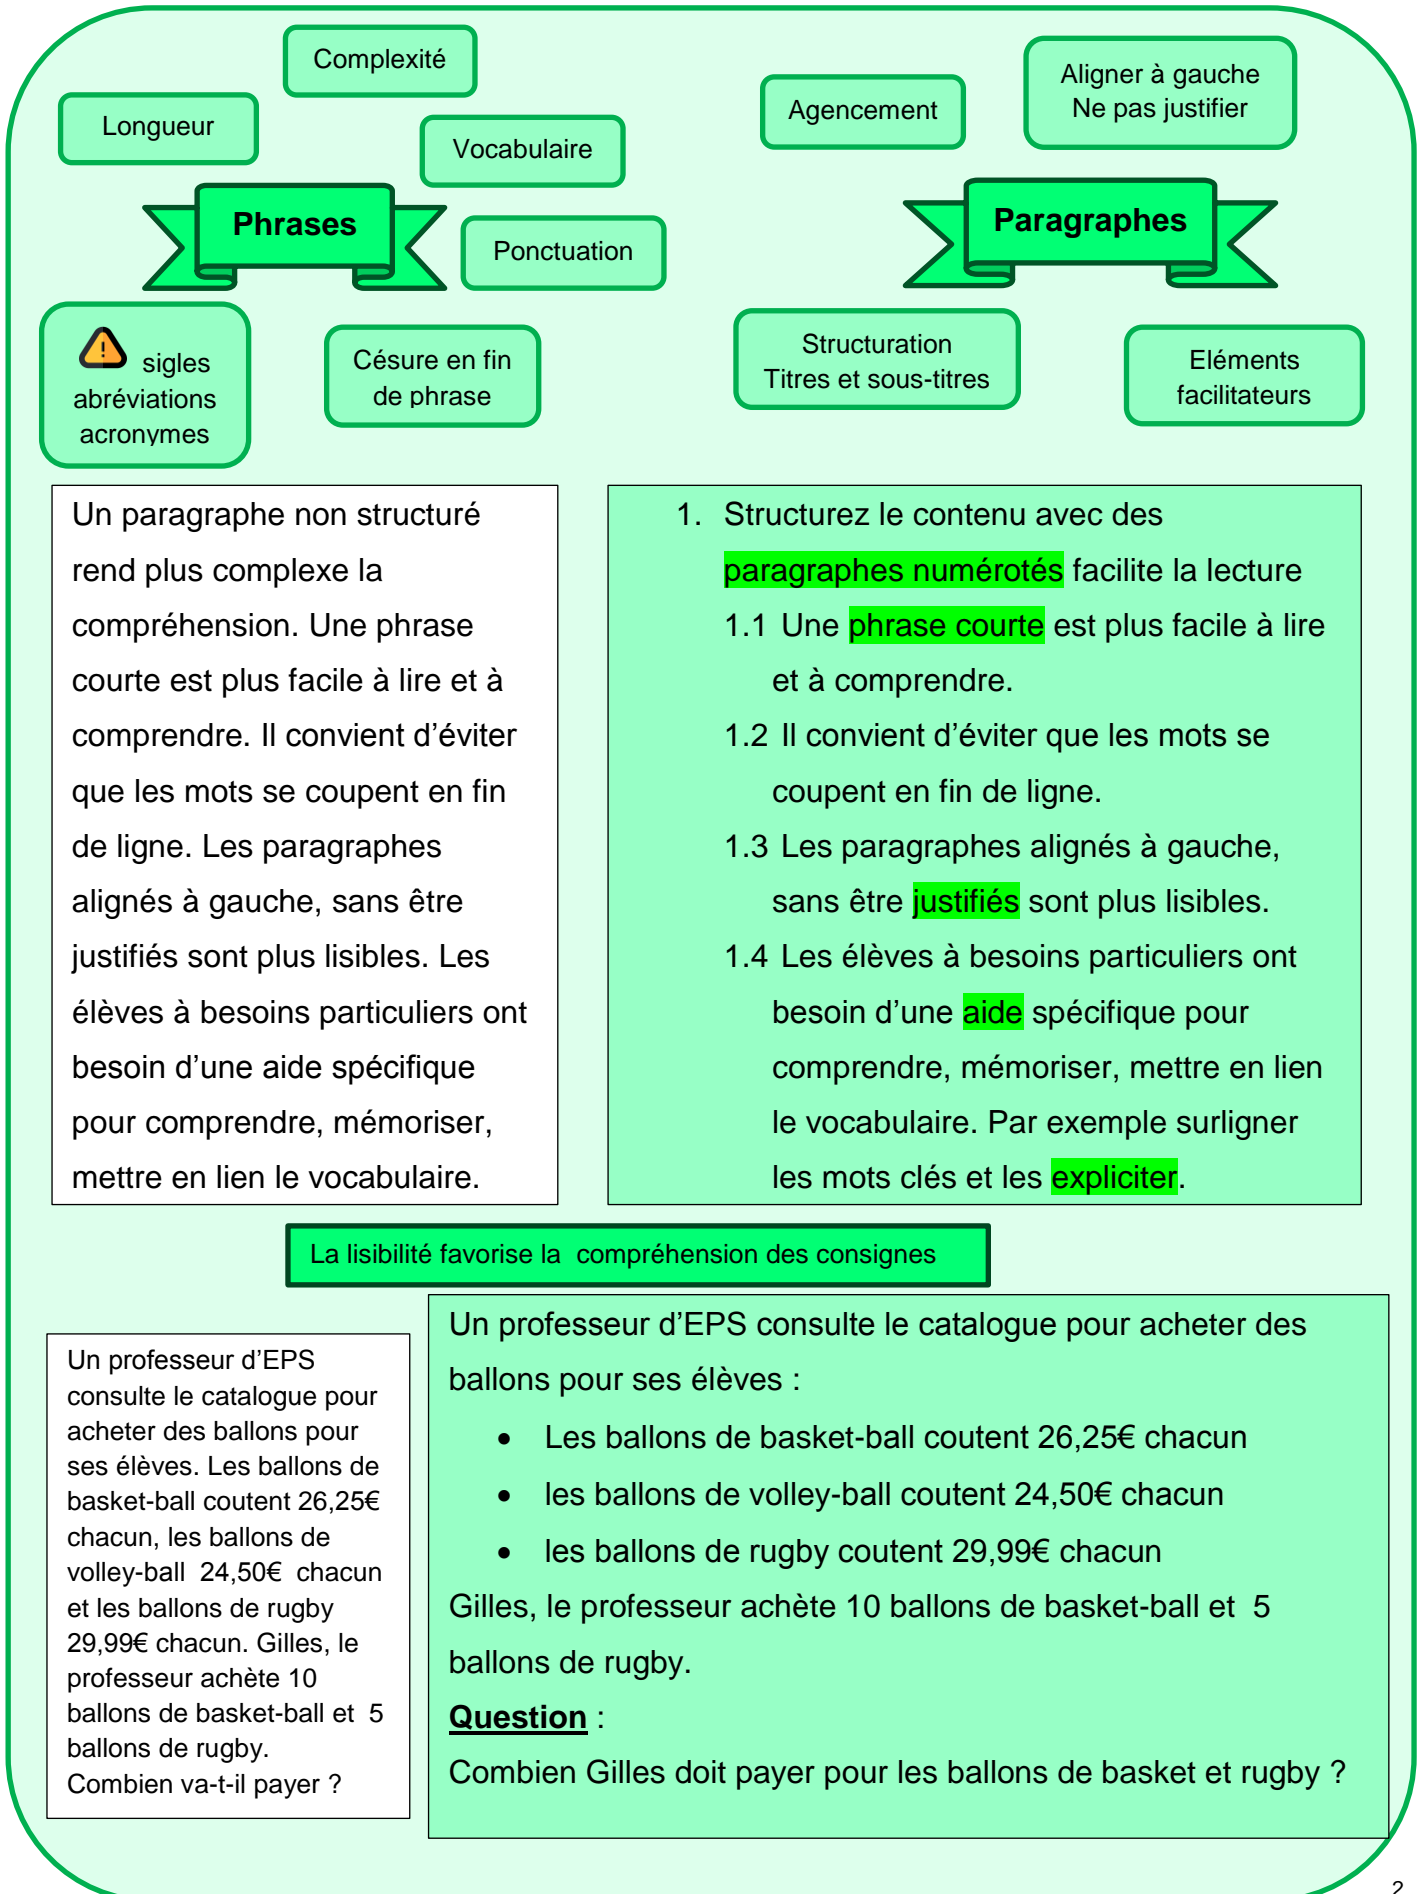 Complexité
Longueur
Vocabulaire
Phrases
Ponctuation
sigles
abréviations
acronymes
Césure en fin
de phrase
Agencement
Aligner à gauche
Ne pas justifier
Paragraphes
Structuration
Titres et sous-titres
Eléments
facilitateurs
Un paragraphe non structuré
rend plus complexe la
compréhension. Une phrase
courte est plus facile à lire et à
comprendre. Il convient d’éviter
que les mots se coupent en fin
de ligne. Les paragraphes
alignés à gauche, sans être
justifiés sont plus lisibles. Les
élèves à besoins particuliers ont
besoin d’une aide spécifique
pour comprendre, mémoriser,
mettre en lien le vocabulaire.
1. Structurez le contenu avec des
paragraphes numérotés facilite la lecture
1.1 Une phrase courte est plus facile à lire
et à comprendre.
1.2 Il convient d’éviter que les mots se
coupent en fin de ligne.
1.3 Les paragraphes alignés à gauche,
sans être justifiés sont plus lisibles.
1.4 Les élèves à besoins particuliers ont
besoin d’une aide spécifique pour
comprendre, mémoriser, mettre en lien
le vocabulaire. Par exemple surligner
les mots clés et les expliciter.
La lisibilité favorise la compréhension des consignes
Un professeur d’EPS
consulte le catalogue pour
acheter des ballons pour
ses élèves. Les ballons de
basket-ball coutent 26,25€
chacun, les ballons de
volley-ball 24,50€ chacun
et les ballons de rugby
29,99€ chacun. Gilles, le
professeur achète 10
ballons de basket-ball et 5
ballons de rugby.
Combien va-t-il payer ?
Un professeur d’EPS consulte le catalogue pour acheter des
ballons pour ses élèves :
• Les ballons de basket-ball coutent 26,25€ chacun
• les ballons de volley-ball coutent 24,50€ chacun
• les ballons de rugby coutent 29,99€ chacun
Gilles, le professeur achète 10 ballons de basket-ball et 5
ballons de rugby.
Question :
Combien Gilles doit payer pour les ballons de basket et rugby ?
2